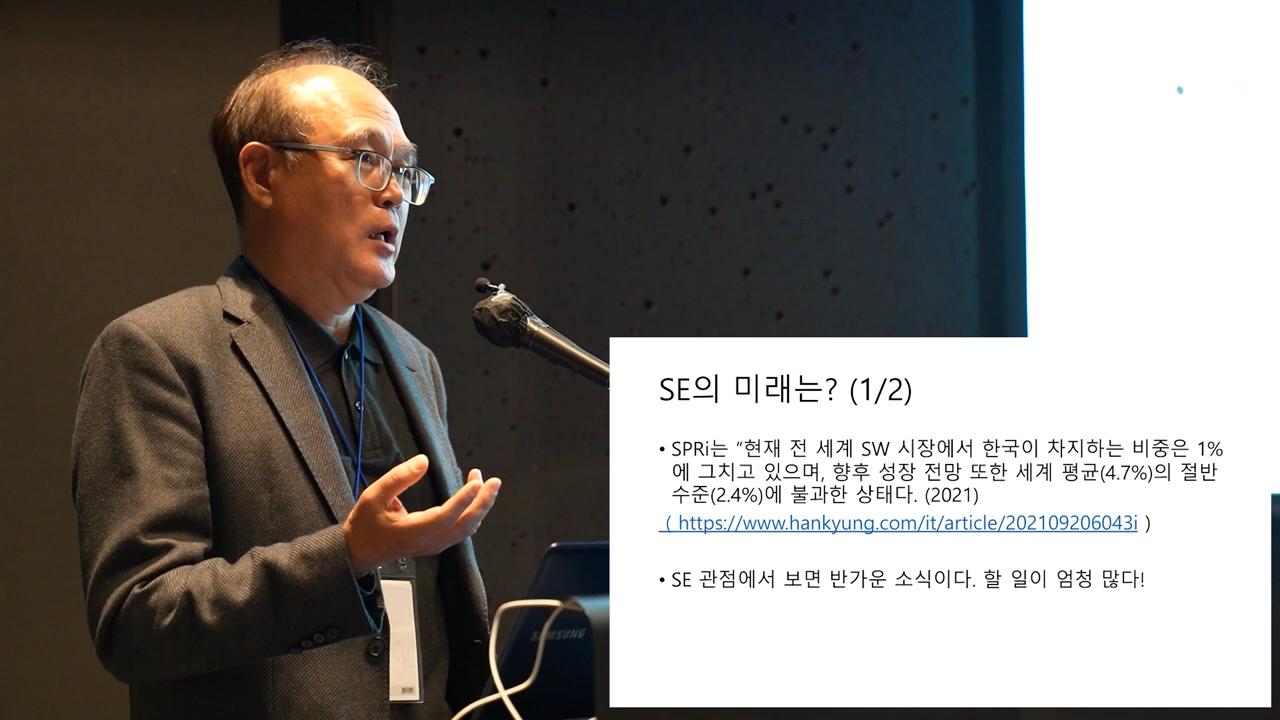 SE의 미래는? (1/2)
• SPRi는 “현재 전 세계 SW 시장에서 한국이 차지하는 비중은 1%
에 그치고 있으며, 향후 성장 전망 또한 세계 평균(4.7%)의 절반
수준(2.4%)에 불과한 상태다. (2021)
( https://www.hankyung.com/it/article/202109206043i )
• SE 관점에서 보면 반가운 소식이다. 할 일이 엄청 많다!
SAMSUNG